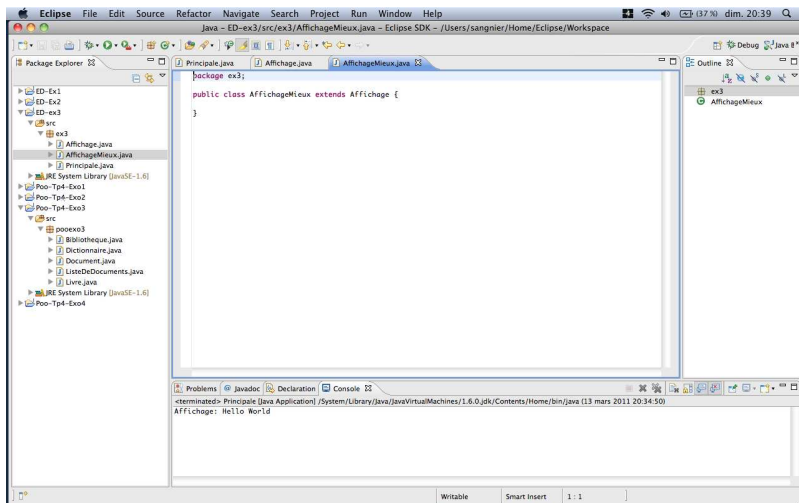 Eclipse File Edit Source Refactor Navigate Search Project Run Window Help (37 %) dim. 20:39
Java – ED-ex3/src/ex3/AffichageMieux.java – Eclipse SDK – /Users/sangnier/Home/Eclipse/Workspace
Debug Java
Package Explorer
ED-Ex1
ED-Ex2
ED-ex3
src
ex3
Affichage.java
AffichageMieux.java
Principale.java
JRE System Library [JavaSE-1.6]
Poo-Tp4-Exo1
Poo-Tp4-Exo2
Poo-Tp4-Exo3
src
pooexo3
Bibliotheque.java
Dictionnaire.java
Document.java
ListeDeDocuments.java
Livre.java
JRE System Library [JavaSE-1.6]
Poo-Tp4-Exo4
Principale.java Affichage.java AffichageMieux.java
package ex3;
public class AffichageMieux extends Affichage {
}
Outline
ex3
AffichageMieux
Problems Javadoc Declaration Console
<terminated> Principale [Java Application] /System/Library/Java/JavaVirtualMachines/1.6.0.jdk/Contents/Home/bin/java (13 mars 2011 20:34:50)
Affichage: Hello World
Writable Smart Insert 1 : 1